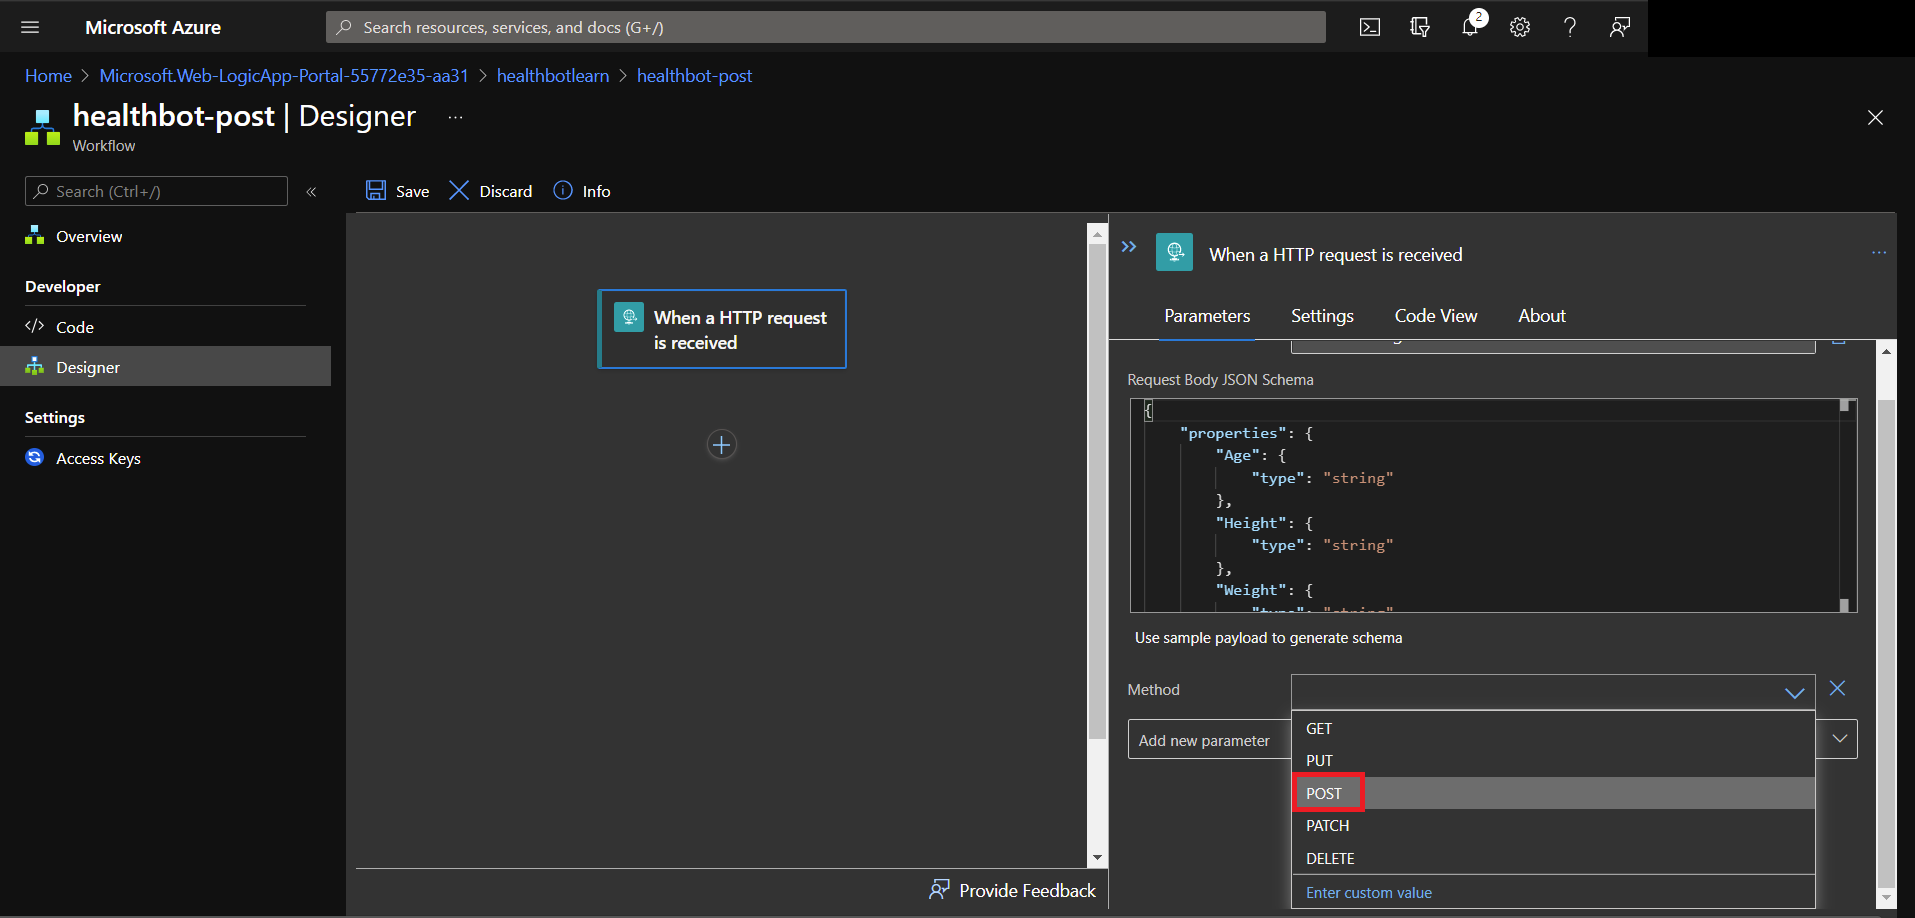 Microsoft Azure
Search resources, services, and docs (G+/)
2
Home > Microsoft.Web-LogicApp-Portal-55772e35-aa31 > healthbotlearn > healthbot-post
healthbot-post | Designer ...
Workflow
Search (Ctrl+/)
«
Overview
Developer
</> Code
Designer
Settings
Access Keys
Save Discard Info
When a HTTP request
is received
Provide Feedback
When a HTTP request is received
...
Parameters Settings Code View About
Request Body JSON Schema
{
"properties": {
"Age": {
"type": "string"
},
"Height": {
"type": "string"
},
"Weight": {
"type": "string"
Use sample payload to generate schema
Method
Add new parameter
GET
PUT
POST
PATCH
DELETE
Enter custom value